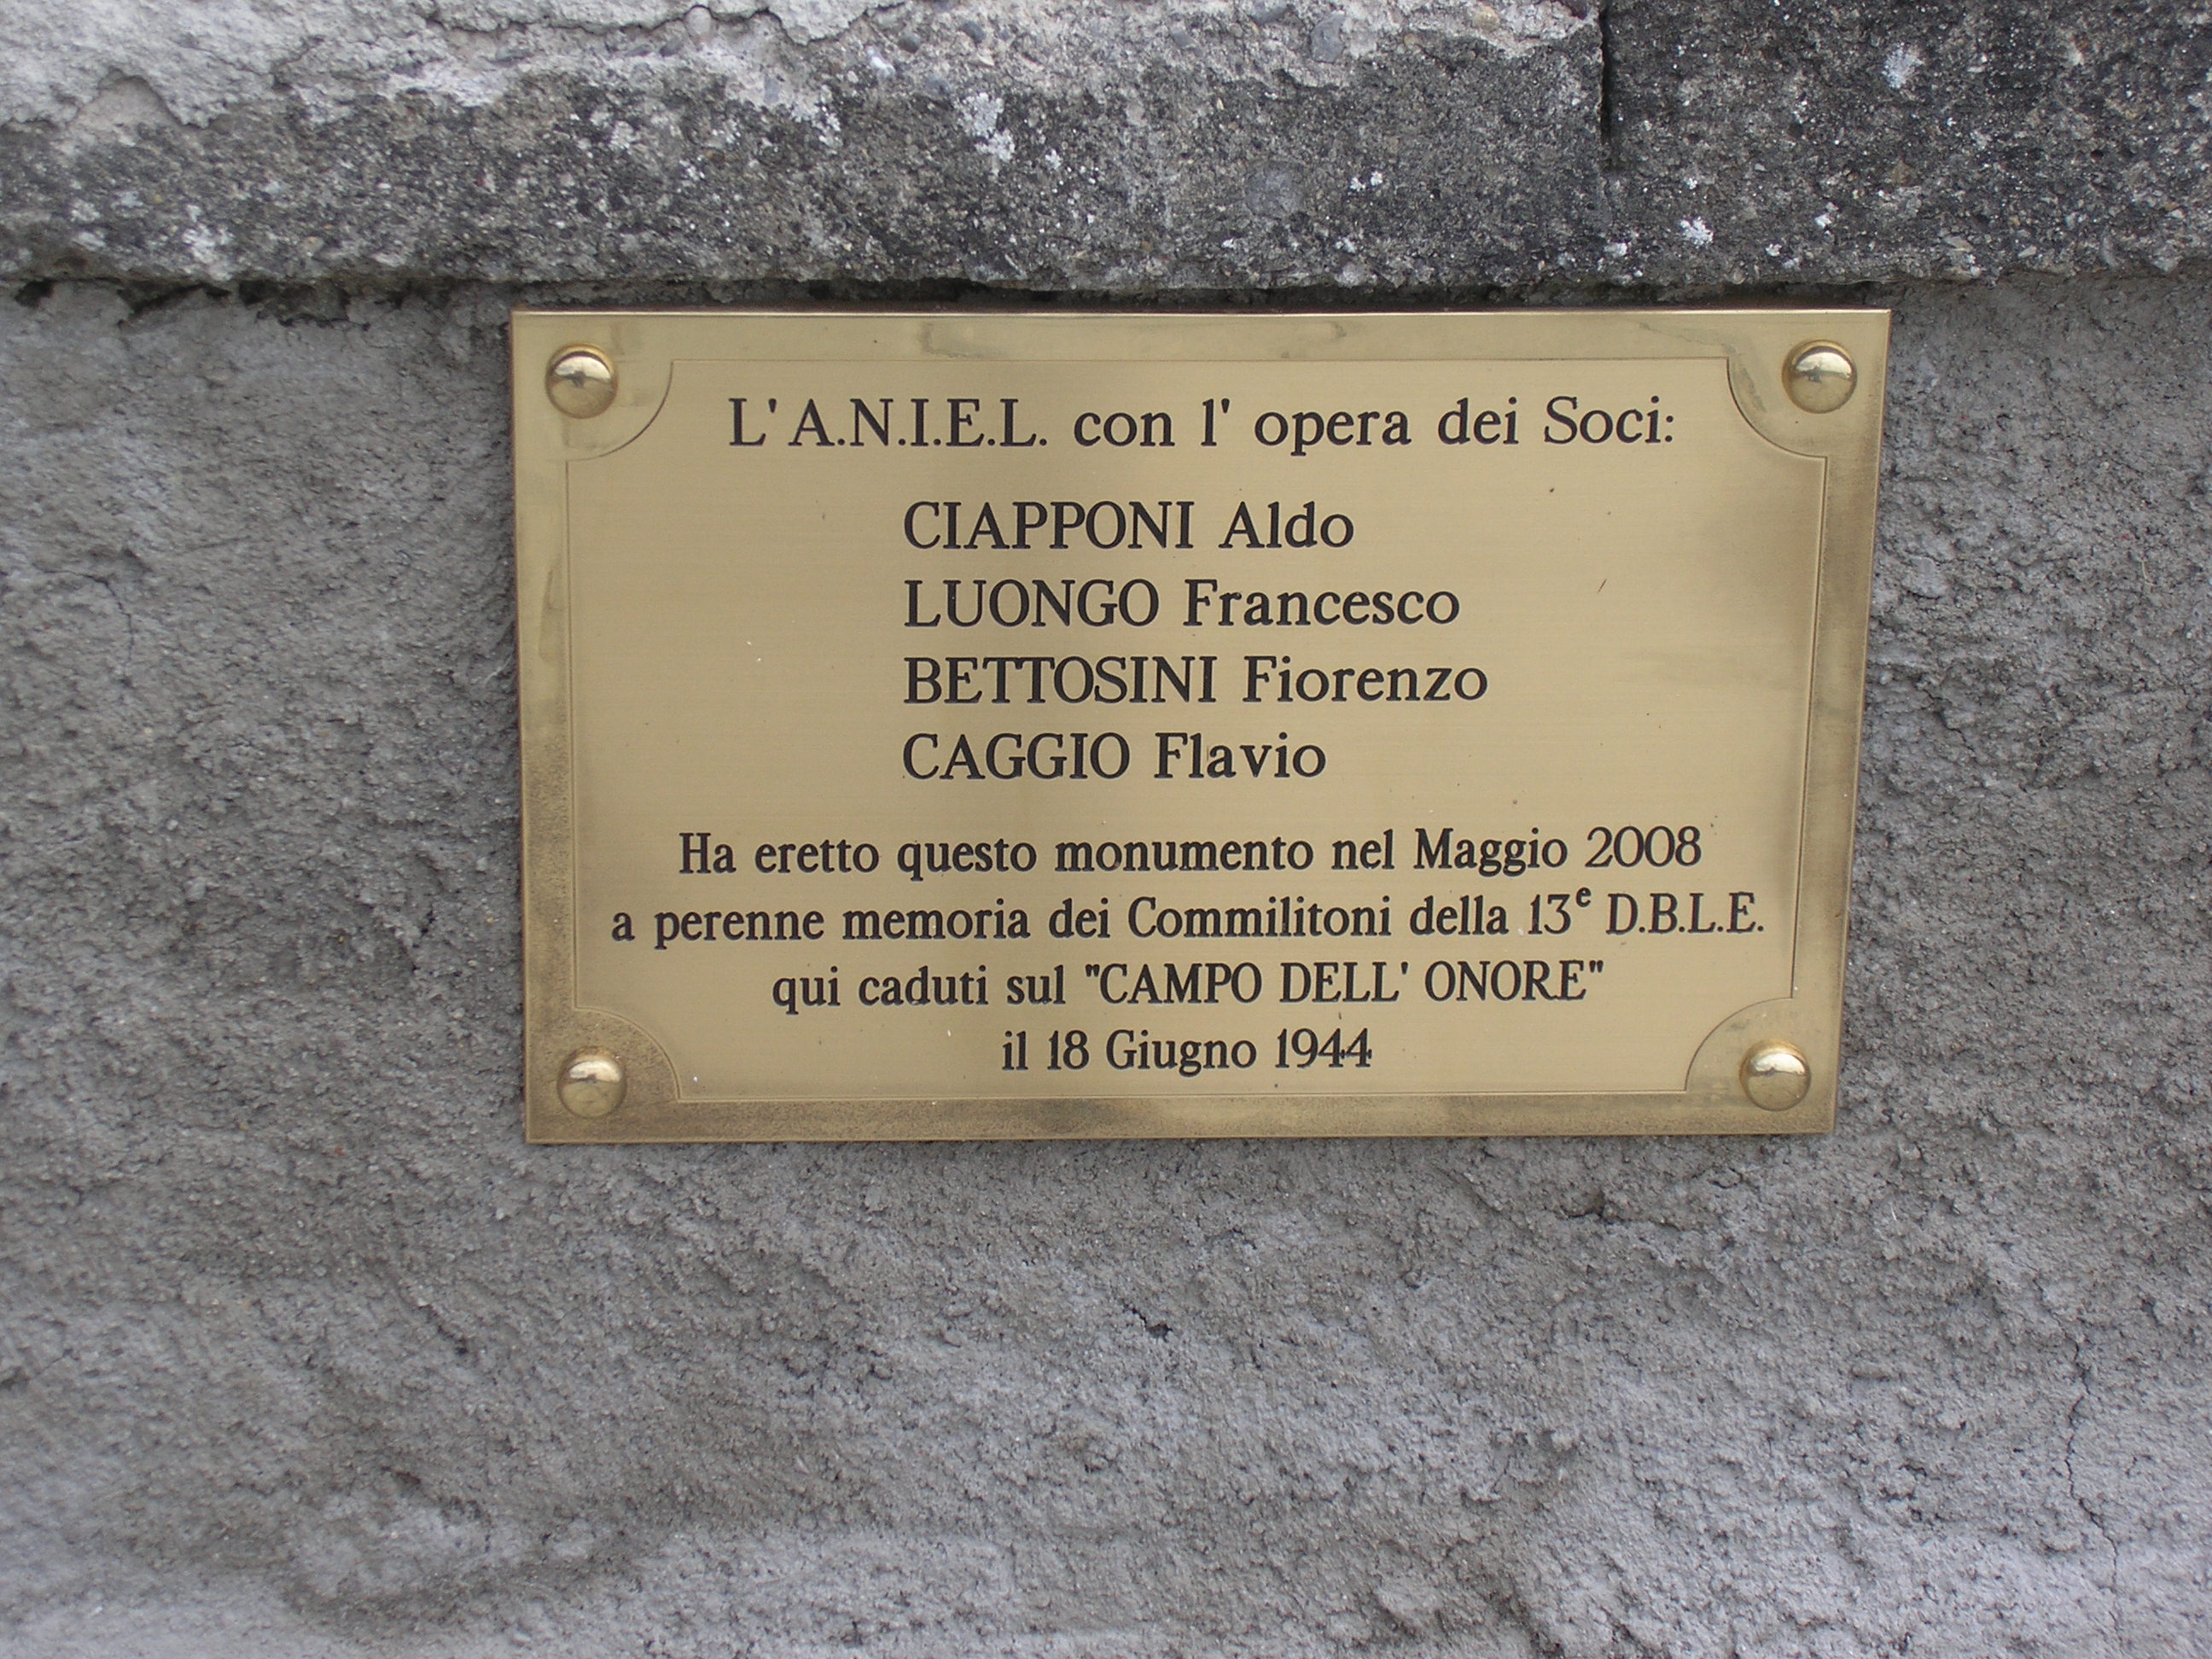 L'A.N.I.E.L. con l' opera dei Soci:
CIAPPONI Aldo
LUONGO Francesco
BETTOSINI Fiorenzo
CAGGIO Flavio
Ha eretto questo monumento nel Maggio 2008
a perenne memoria dei Commilitoni della 13ᵉ D.B.L.E.
qui caduti sul "CAMPO DELL' ONORE"
il 18 Giugno 1944